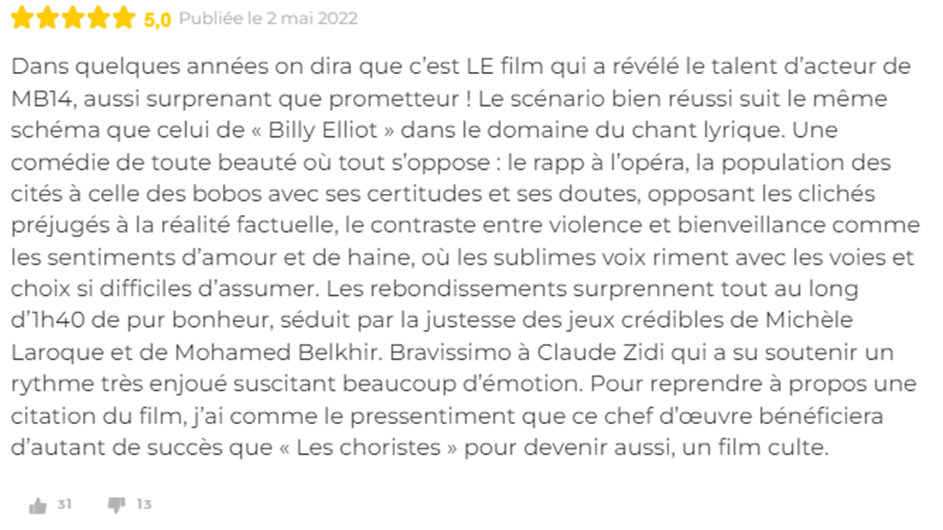 5,0 Publiée le 2 mai 2022
Dans quelques années on dira que c’est LE film qui a révélé le talent d’acteur de
MB14, aussi surprenant que prometteur ! Le scénario bien réussi suit le même
schéma que celui de « Billy Elliot » dans le domaine du chant lyrique. Une
comédie de toute beauté où tout s’oppose : le rapp à l’opéra, la population des
cités à celle des bobos avec ses certitudes et ses doutes, opposant les clichés
préjugés à la réalité factuelle, le contraste entre violence et bienveillance comme
les sentiments d’amour et de haine, où les sublimes voix riment avec les voies et
choix si difficiles d’assumer. Les rebondissements surprennent tout au long
d’1h40 de pur bonheur, séduit par la justesse des jeux crédibles de Michèle
Laroque et de Mohamed Belkhir. Bravissimo à Claude Zidi qui a su soutenir un
rythme très enjoué suscitant beaucoup d’émotion. Pour reprendre à propos une
citation du film, j’ai comme le pressentiment que ce chef d’œuvre bénéficiera
d’autant de succès que « Les choristes » pour devenir aussi, un film culte.
31 13